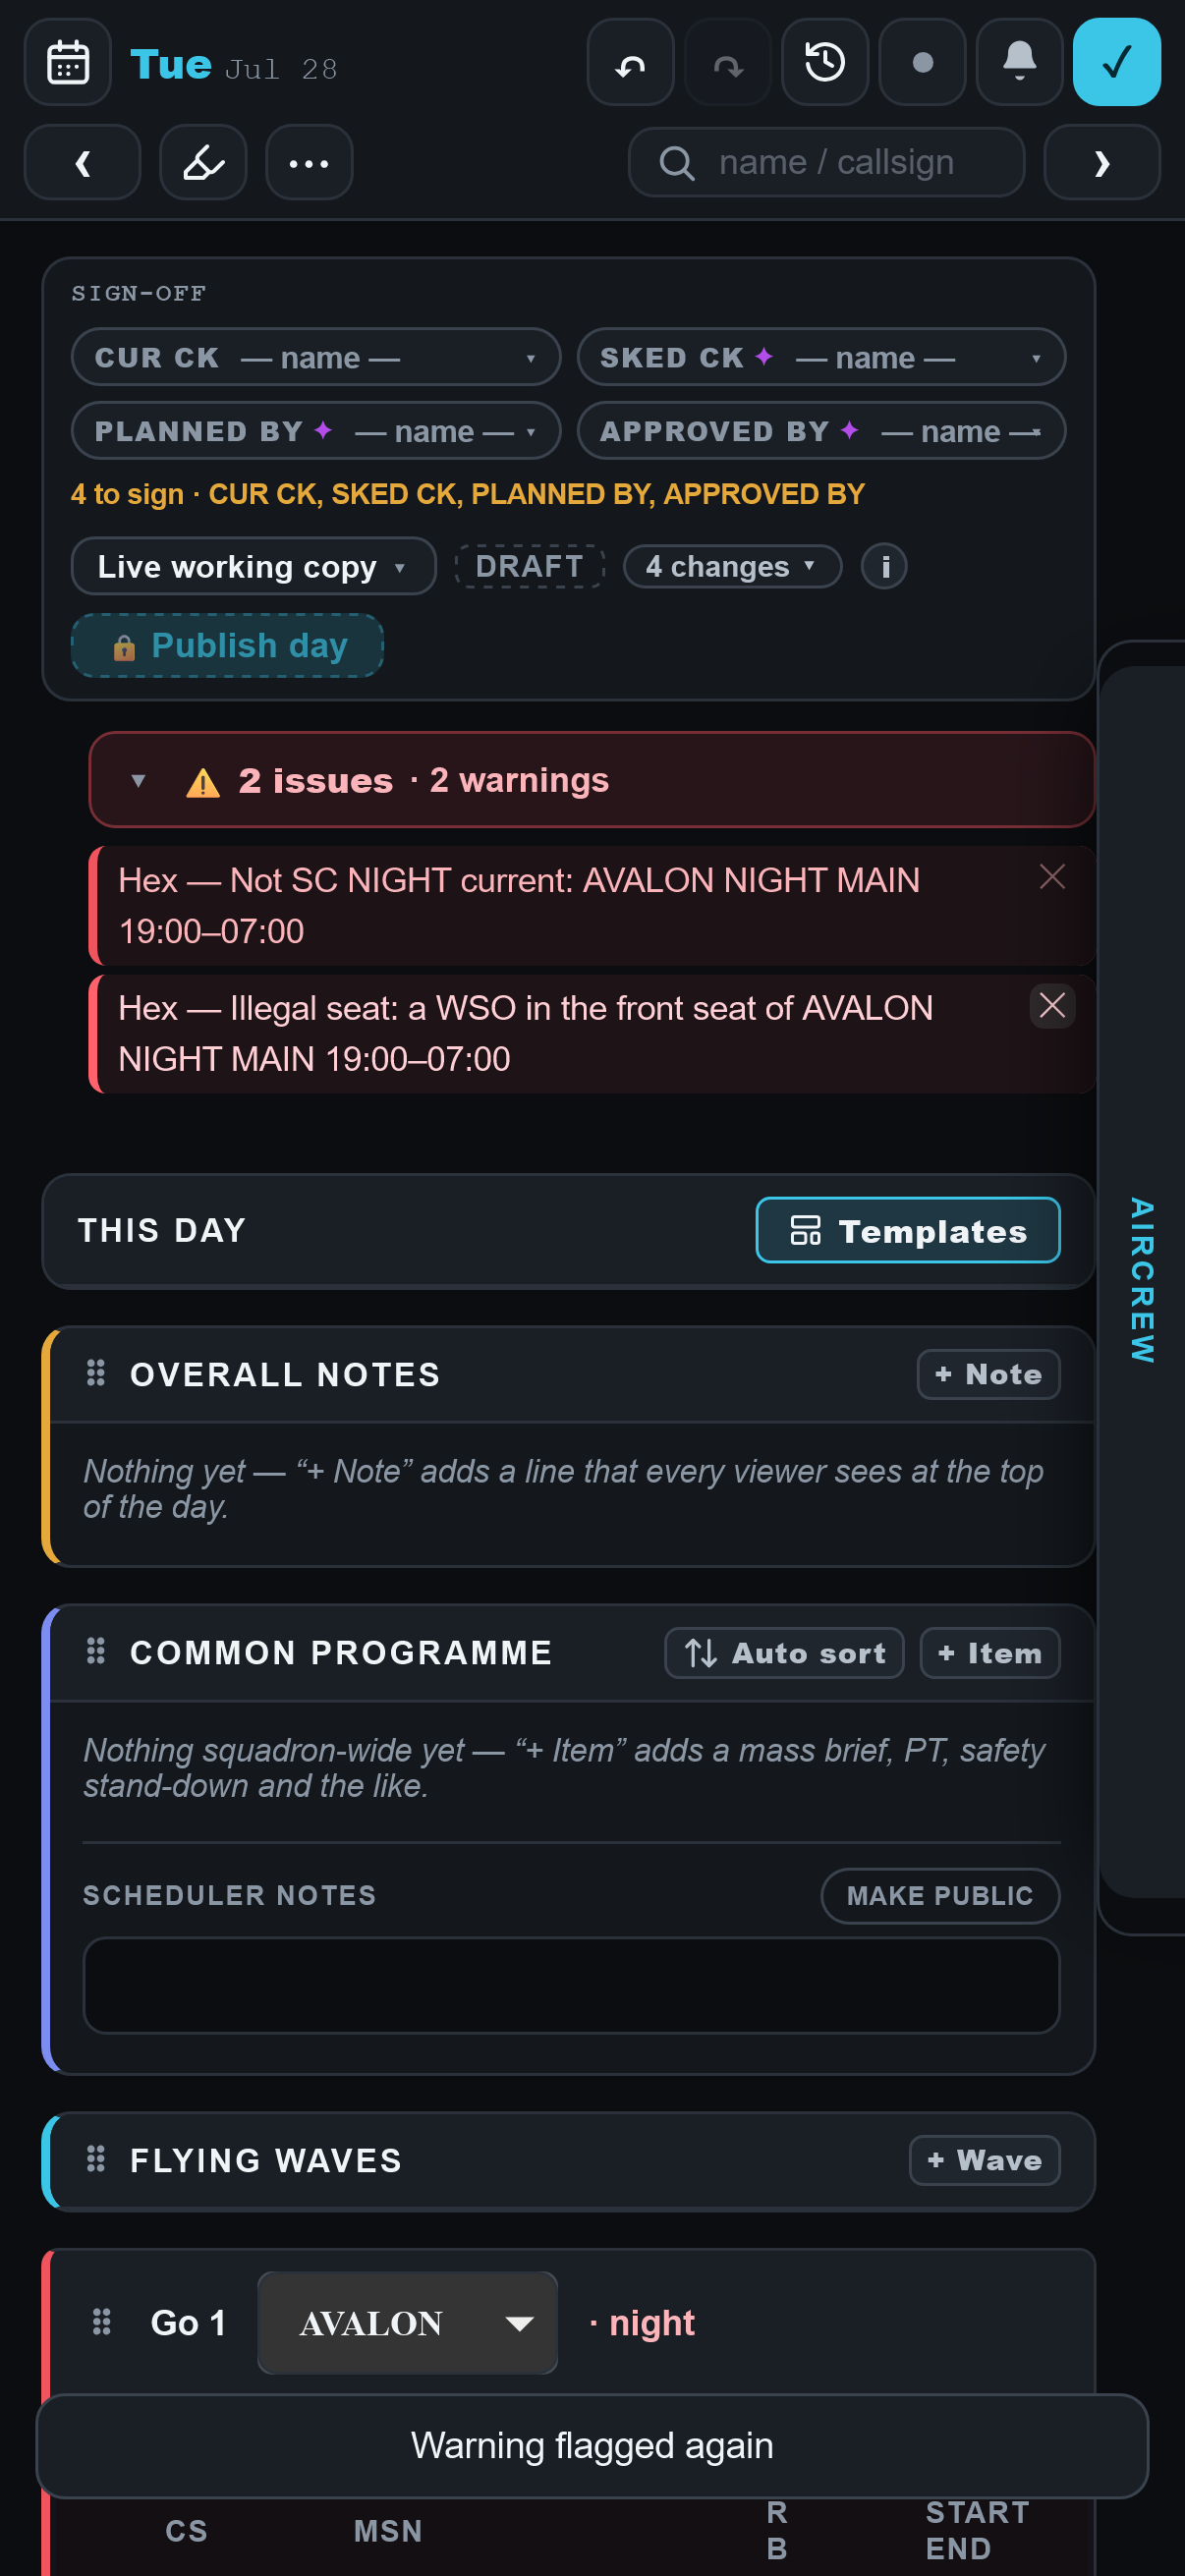 Tue Jul 28
name / callsign
SIGN-OFF
CUR CK — name —
SKED CK ✦ — name —
PLANNED BY ✦ — name —
APPROVED BY ✦ — name —
4 to sign · CUR CK, SKED CK, PLANNED BY, APPROVED BY
Live working copy
DRAFT
4 changes
i
Publish day
2 issues · 2 warnings
Hex — Not SC NIGHT current: AVALON NIGHT MAIN
19:00–07:00
Hex — Illegal seat: a WSO in the front seat of AVALON
NIGHT MAIN 19:00–07:00
AIRCREW
THIS DAY
Templates
OVERALL NOTES
+ Note
Nothing yet — “+ Note” adds a line that every viewer sees at the top
of the day.
COMMON PROGRAMME
Auto sort
+ Item
Nothing squadron-wide yet — “+ Item” adds a mass brief, PT, safety
stand-down and the like.
SCHEDULER NOTES
MAKE PUBLIC
FLYING WAVES
+ Wave
Go 1
AVALON
· night
Warning flagged again
CS
MSN
R
B
START
END